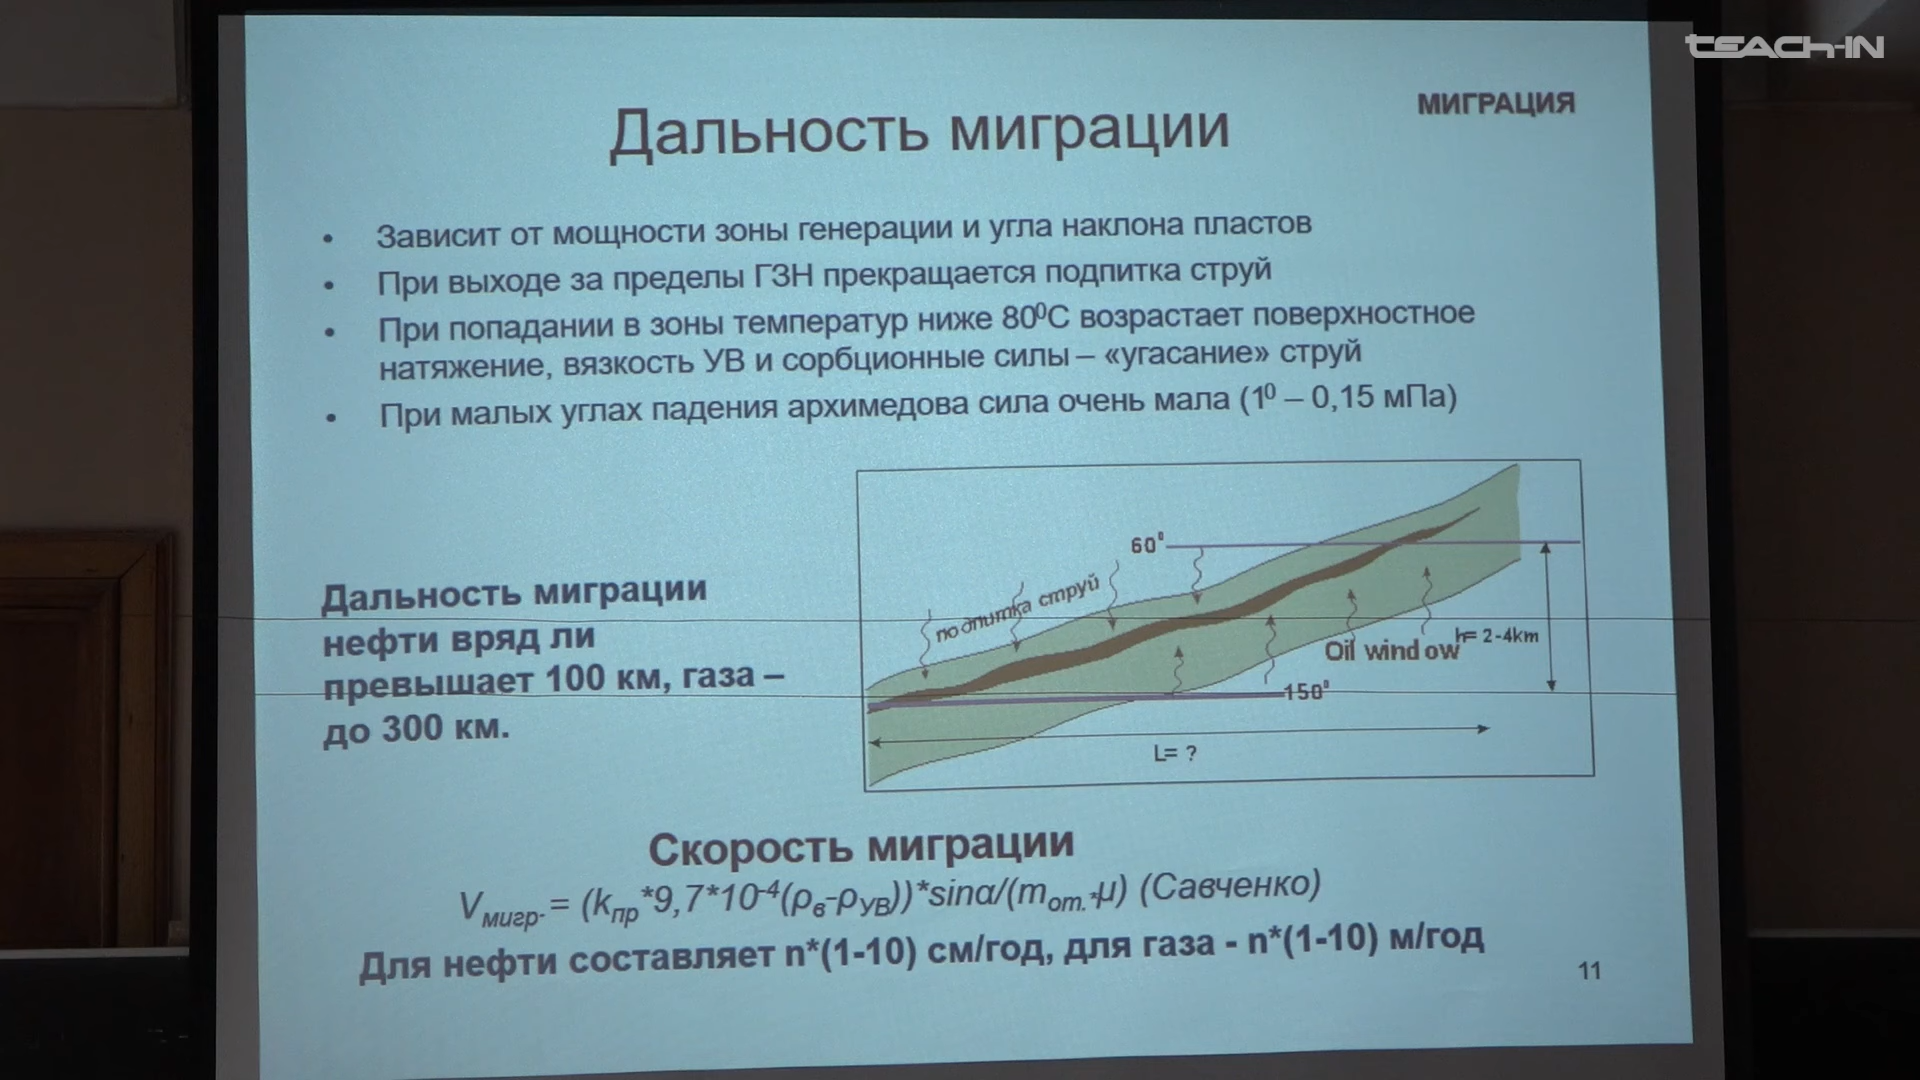 TEACH-IN
МИГРАЦИЯ
Дальность миграции
• Зависит от мощности зоны генерации и угла наклона пластов
• При выходе за пределы ГЗН прекращается подпитка струй
• При попадании в зоны температур ниже 80⁰С возрастает поверхностное
натяжение, вязкость УВ и сорбционные силы – «угасание» струй
• При малых углах падения архимедова сила очень мала (1⁰ – 0,15 мПа)
60⁰
подпитка струй
Oil window
h= 2-4km
150⁰
L= ?
Дальность миграции
нефти вряд ли
превышает 100 км, газа –
до 300 км.
Скорость миграции
Vмигр. = (kпр*9,7*10-4(ρв-ρУВ))*sinα/(mот.*μ) (Савченко)
Для нефти составляет n*(1-10) см/год, для газа - n*(1-10) м/год
11